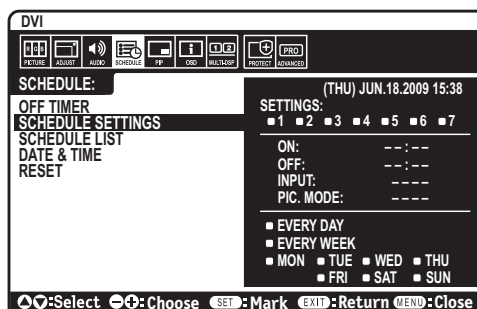 DVI
RGB
PICTURE ADJUST AUDIO SCHEDULE PIP OSD MULTI-DSP PROTECT ADVANCED
PRO
SCHEDULE:
OFF TIMER
SCHEDULE SETTINGS
SCHEDULE LIST
DATE & TIME
RESET
(THU) JUN.18.2009 15:38
SETTINGS:
1 2 3 4 5 6 7
ON: --:--
OFF: --:--
INPUT: ----
PIC. MODE: ----
EVERY DAY
EVERY WEEK
MON TUE WED THU
FRI SAT SUN
:Select :Choose SET :Mark EXIT :Return MENU :Close